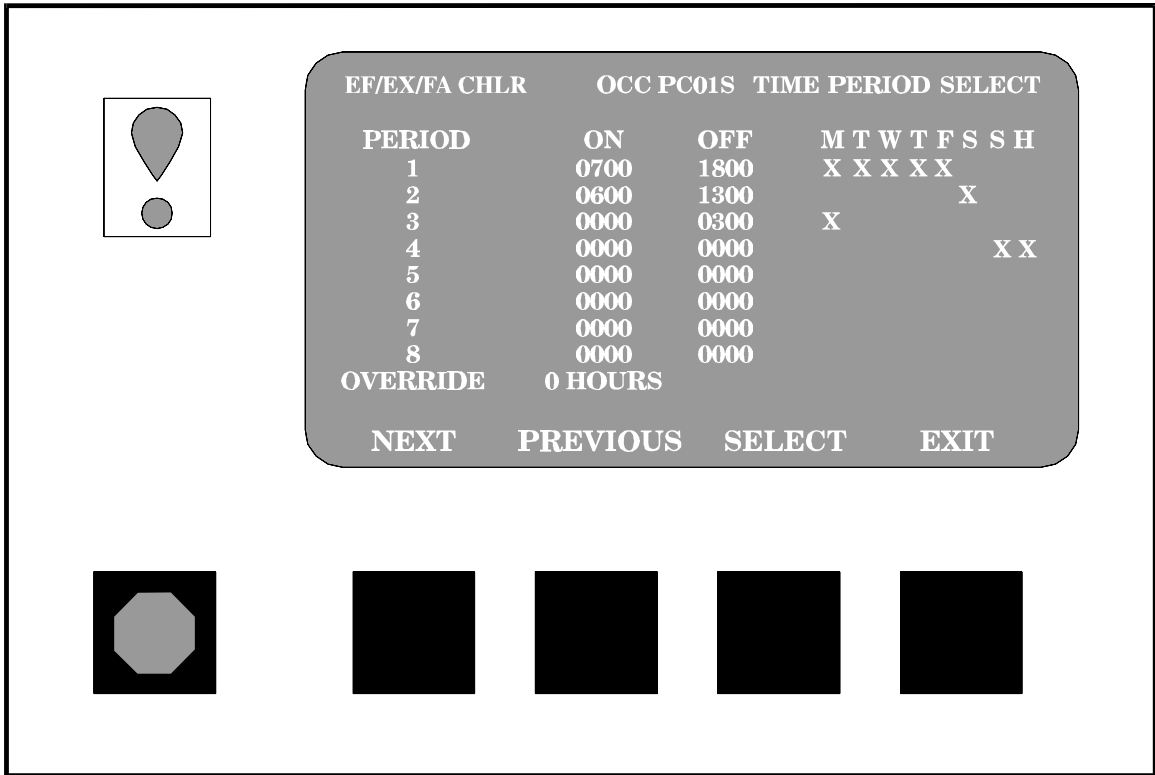 EF/EX/FA CHLR OCC PC01S TIME PERIOD SELECT
PERIOD ON OFF M T W T F S S H
1 0700 1800 X X X X X
2 0600 1300 X
3 0000 0300 X
4 0000 0000 X X
5 0000 0000
6 0000 0000
7 0000 0000
8 0000 0000
OVERRIDE 0 HOURS
NEXT PREVIOUS SELECT EXIT